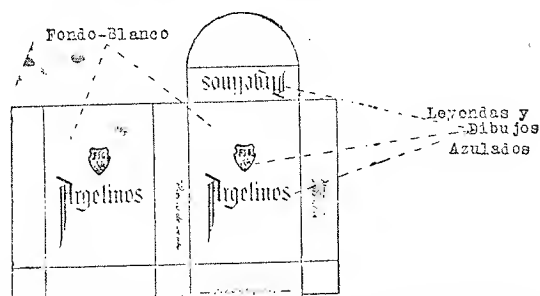 Fondo-Blanco
Argelinos
Leyendas y
Dibujos
Azulados
Argelinos
Argelinos